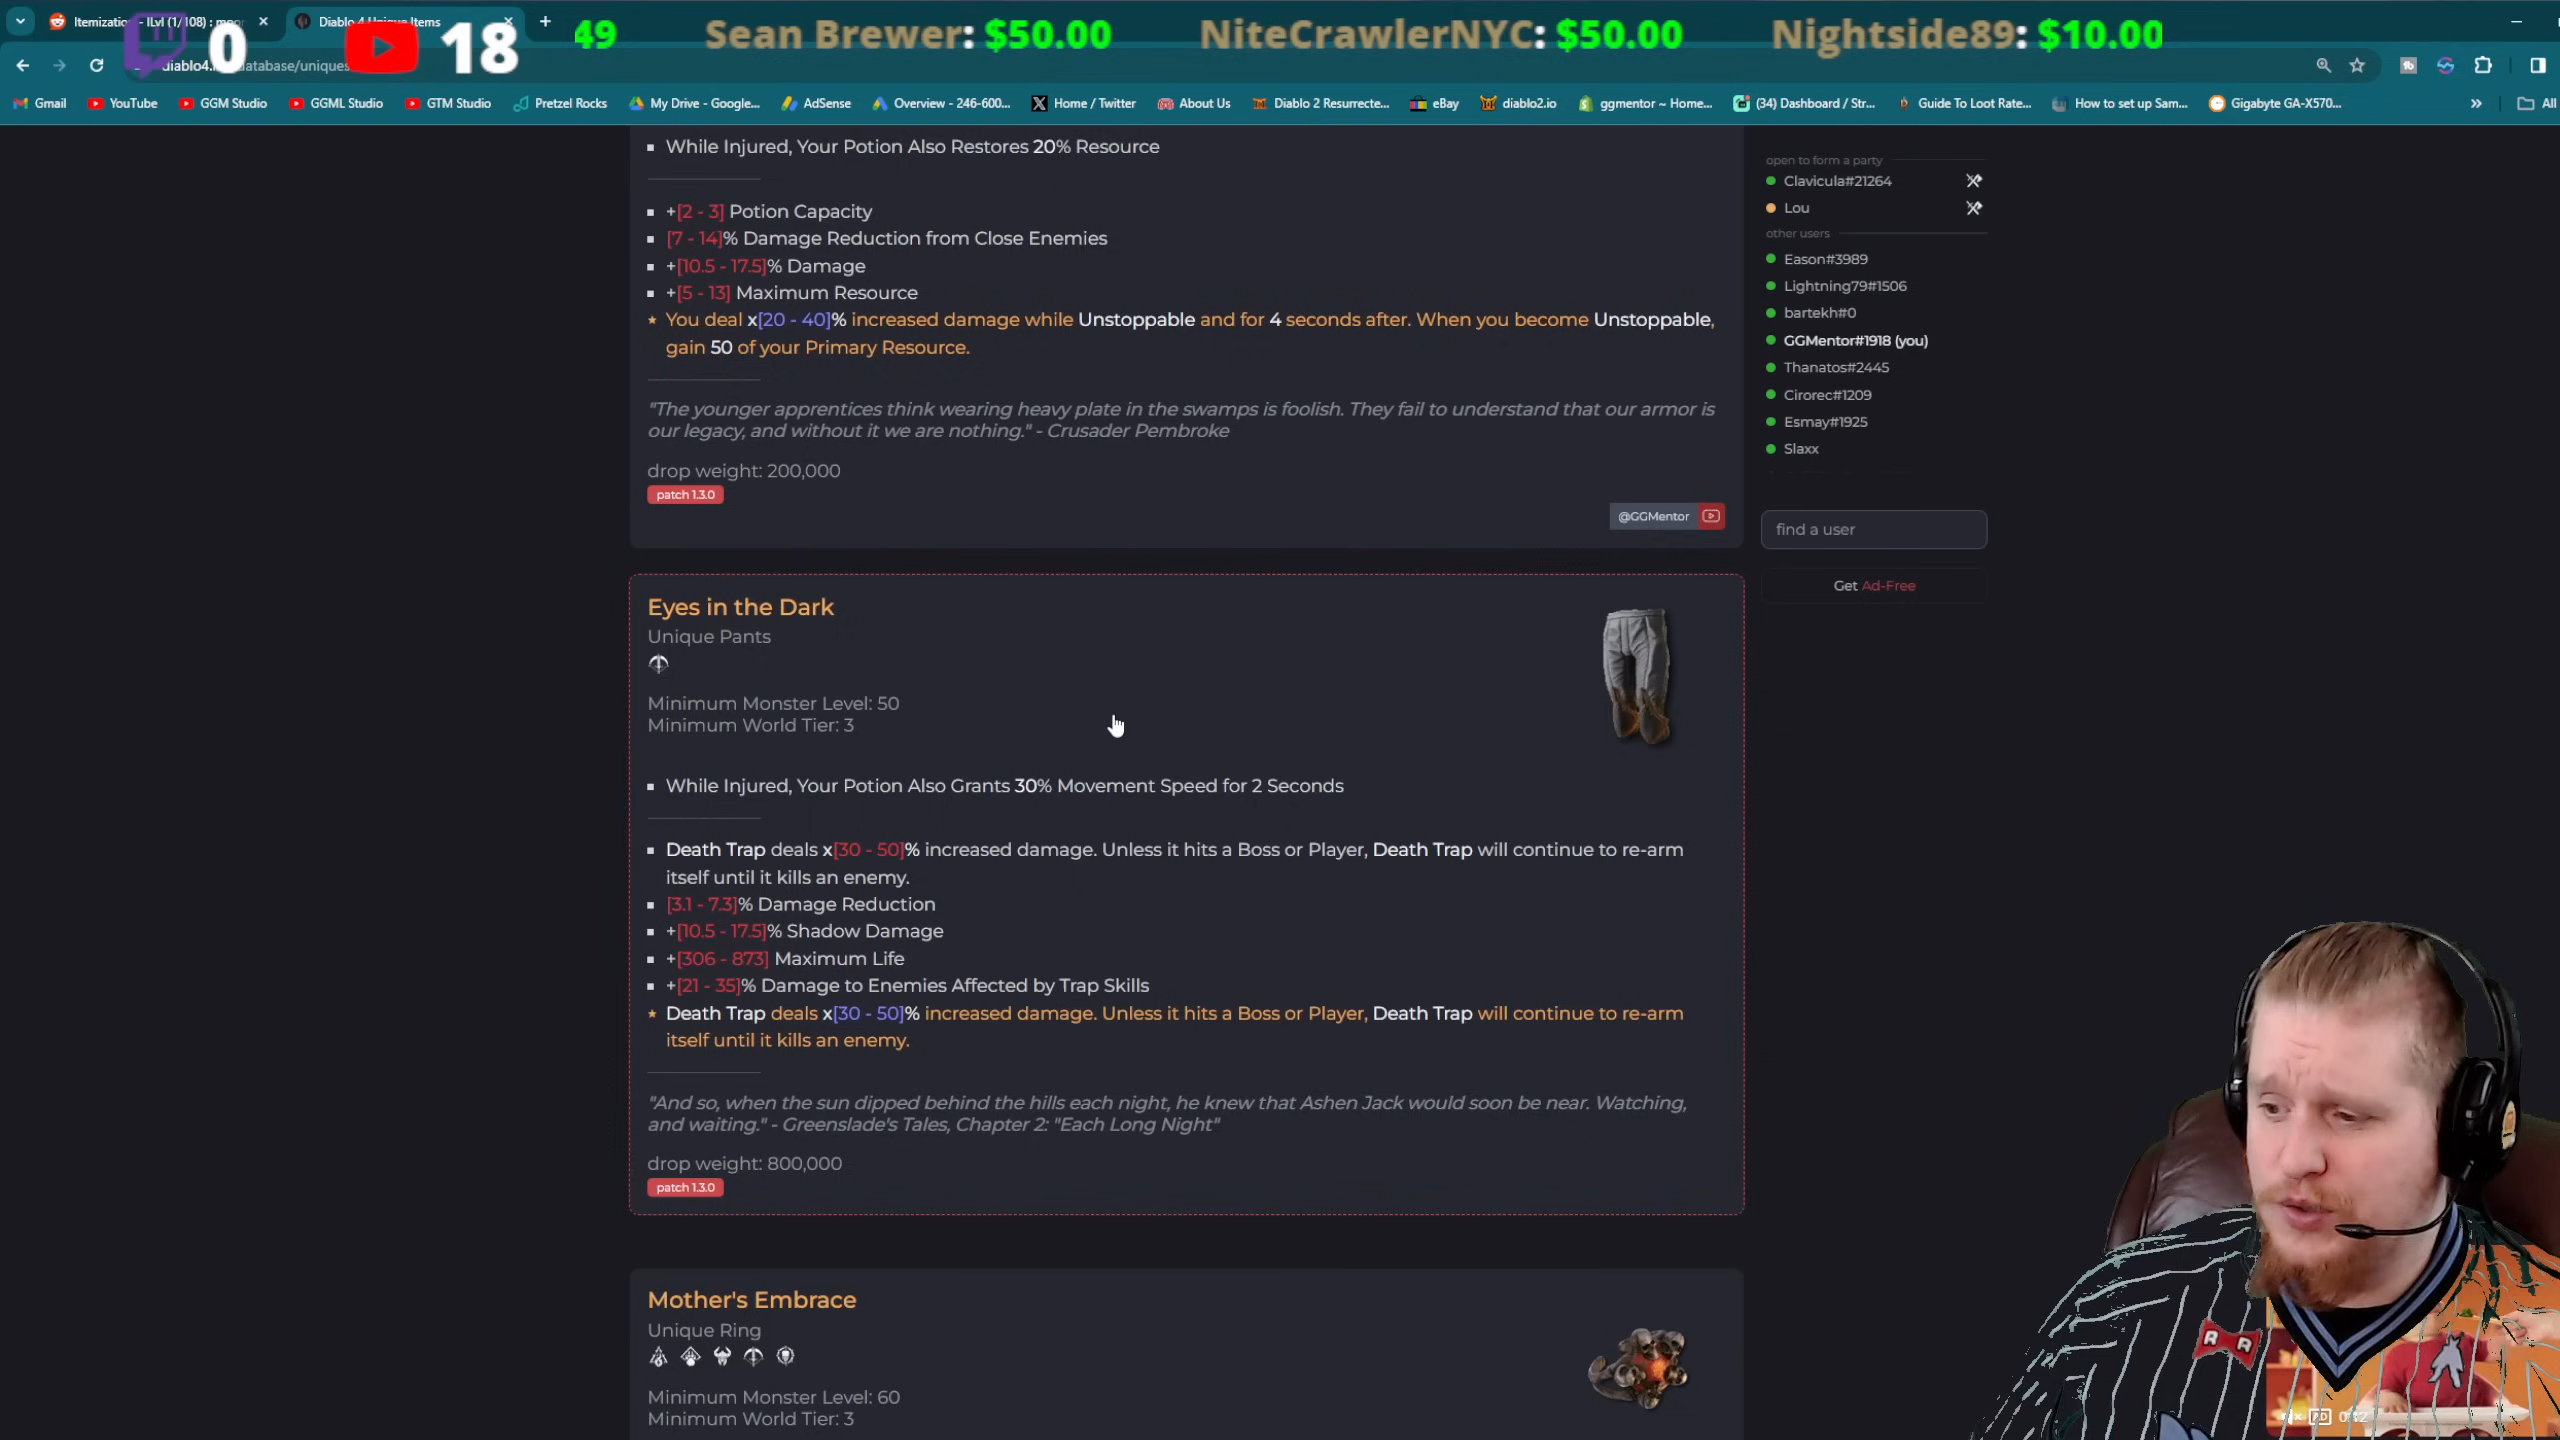 Itemization - iLvl (1/108) : mon
Diablo 4 Unique Items
0
18
49
Sean Brewer: $50.00
NiteCrawlerNYC: $50.00
Nightside89: $10.00
Gmail
YouTube
GGM Studio
GGML Studio
GTM Studio
Pretzel Rocks
My Drive - Google...
AdSense
Overview - 246-600...
Home / Twitter
About Us
Diablo 2 Resurrecte...
eBay
diablo2.io
ggmentor ~ Home...
(34) Dashboard / Str...
Guide To Loot Rate...
How to set up Sam...
Gigabyte GA-X570...
»
All
While Injured, Your Potion Also Restores 20% Resource
+[2 - 3] Potion Capacity
[7 - 14]% Damage Reduction from Close Enemies
+[10.5 - 17.5]% Damage
+[5 - 13] Maximum Resource
You deal x[20 - 40]% increased damage while Unstoppable and for 4 seconds after. When you become Unstoppable,
gain 50 of your Primary Resource.
"The younger apprentices think wearing heavy plate in the swamps is foolish. They fail to understand that our armor is
our legacy, and without it we are nothing." - Crusader Pembroke
drop weight: 200,000
patch 1.3.0
@GGMentor
Eyes in the Dark
Unique Pants
Minimum Monster Level: 50
Minimum World Tier: 3
While Injured, Your Potion Also Grants 30% Movement Speed for 2 Seconds
Death Trap deals x[30 - 50]% increased damage. Unless it hits a Boss or Player, Death Trap will continue to re-arm
itself until it kills an enemy.
[3.1 - 7.3]% Damage Reduction
+[10.5 - 17.5]% Shadow Damage
+[306 - 873] Maximum Life
+[21 - 35]% Damage to Enemies Affected by Trap Skills
Death Trap deals x[30 - 50]% increased damage. Unless it hits a Boss or Player, Death Trap will continue to re-arm
itself until it kills an enemy.
"And so, when the sun dipped behind the hills each night, he knew that Ashen Jack would soon be near. Watching,
and waiting." - Greenslade's Tales, Chapter 2: "Each Long Night"
drop weight: 800,000
patch 1.3.0
Mother's Embrace
Unique Ring
Minimum Monster Level: 60
Minimum World Tier: 3
open to form a party
Clavicula#21264
Lou
other users
Eason#3989
Lightning79#1506
bartekh#0
GGMentor#1918 (you)
Thanatos#2445
Cirorec#1209
Esmay#1925
Slaxx
find a user
Get Ad-Free
R R
AD